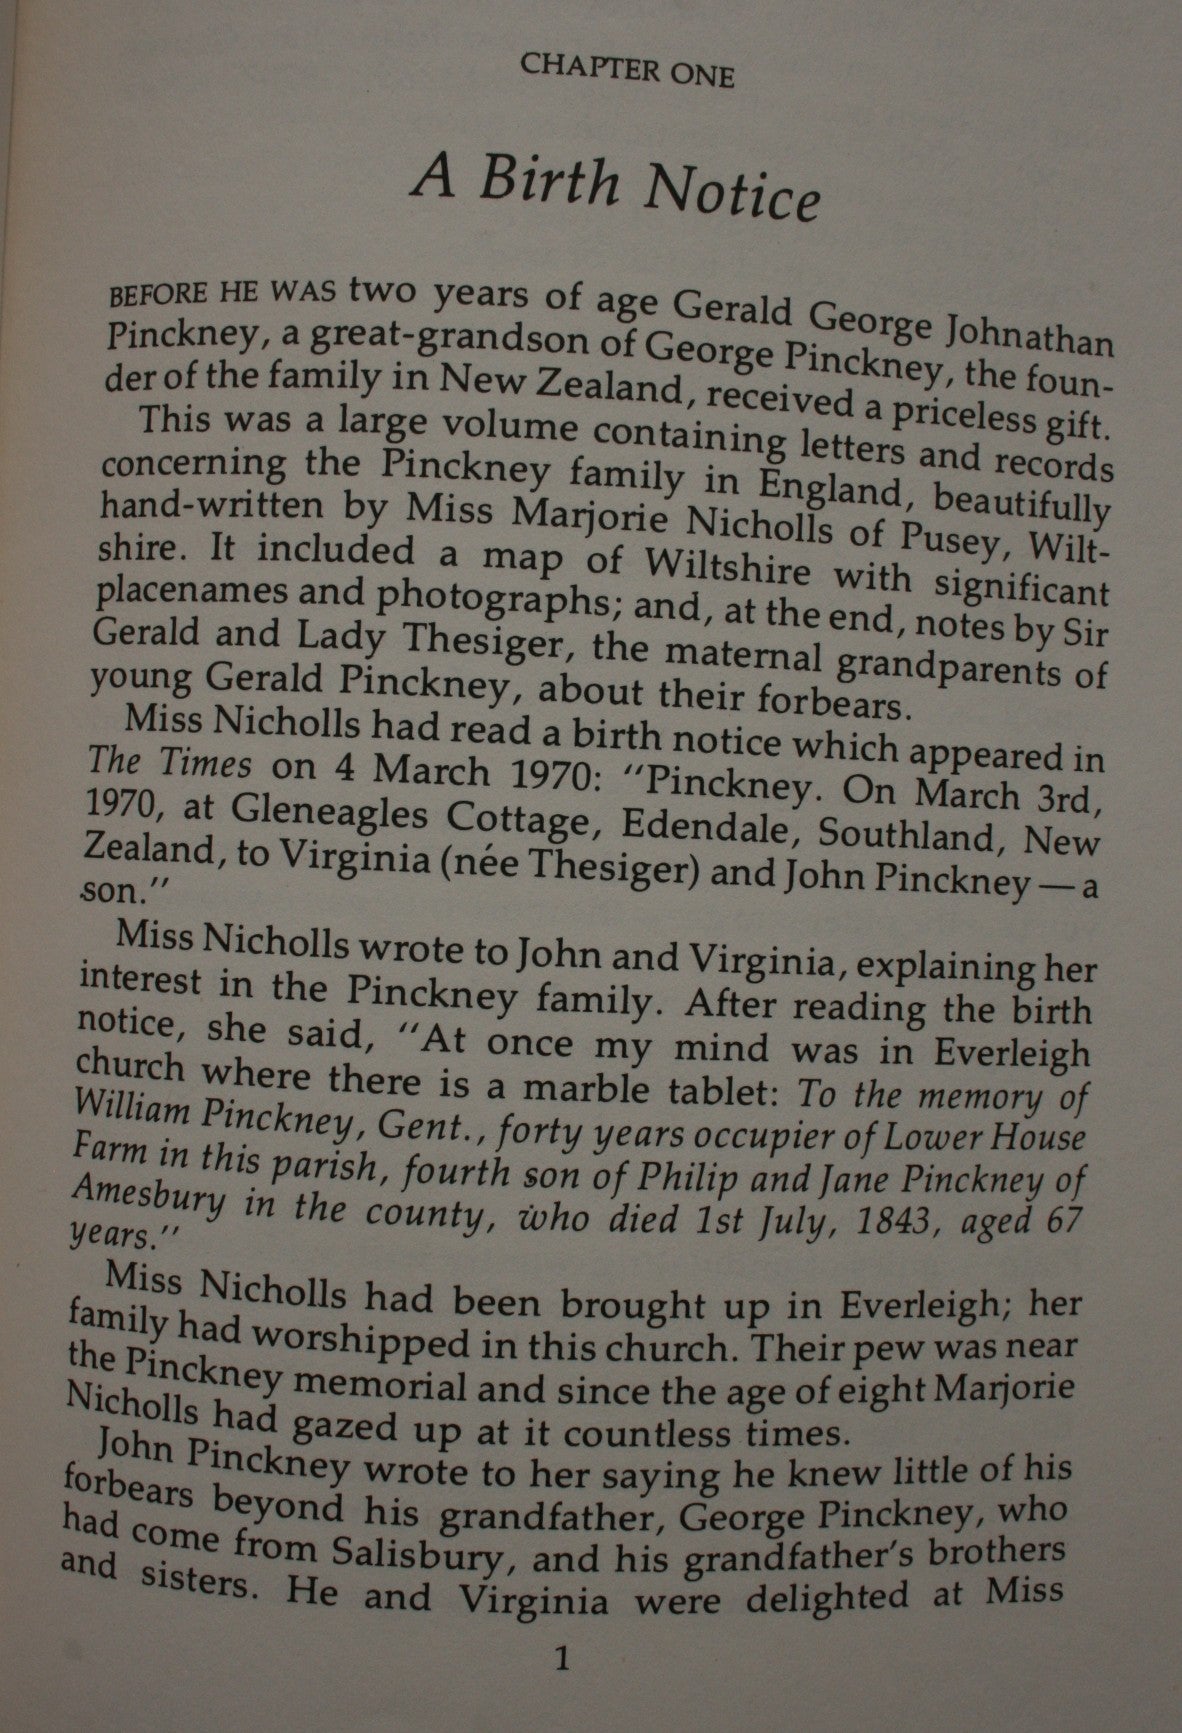 CHAPTER ONE
A Birth Notice
BEFORE HE WAS two years of age Gerald George Johnathan
Pinckney, a great-grandson of George Pinckney, the foun-
der of the family in New Zealand, received a priceless gift.
This was a large volume containing letters and records
concerning the Pinckney family in England, beautifully
hand-written by Miss Marjorie Nicholls of Pusey, Wilt-
shire. It included a map of Wiltshire with significant
placenames and photographs; and, at the end, notes by Sir
Gerald and Lady Thesiger, the maternal grandparents of
young Gerald Pinckney, about their forbears.
Miss Nicholls had read a birth notice which appeared in
The Times on 4 March 1970: "Pinckney. On March 3rd,
1970, at Gleneagles Cottage, Edendale, Southland, New
Zealand, to Virginia (née Thesiger) and John Pinckney — a
son."
Miss Nicholls wrote to John and Virginia, explaining her
interest in the Pinckney family. After reading the birth
notice, she said, "At once my mind was in Everleigh
church where there is a marble tablet: To the memory of
William Pinckney, Gent., forty years occupier of Lower House
Farm in this parish, fourth son of Philip and Jane Pinckney of
Amesbury in the county, who died 1st July, 1843, aged 67
years."
Miss Nicholls had been brought up in Everleigh; her
family had worshipped in this church. Their pew was near
the Pinckney memorial and since the age of eight Marjorie
Nicholls had gazed up at it countless times.
John Pinckney wrote to her saying he knew little of his
forbears beyond his grandfather, George Pinckney, who
had come from Salisbury, and his grandfather's brothers
and sisters. He and Virginia were delighted at Miss
1